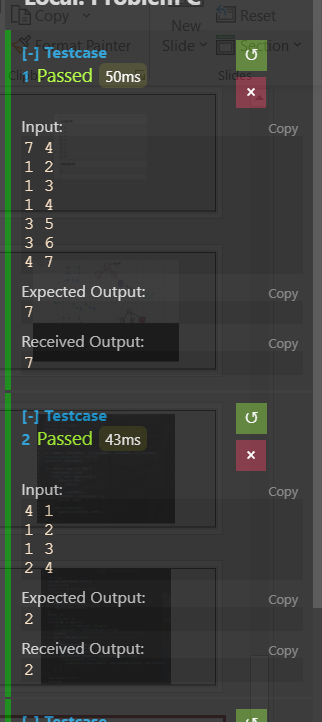 Local: Problem C
Copy
New
Reset
Format Painter
Slide
Section
Slides
[-] Testcase
1 Passed 50ms
Input:
Copy
7 4
1 2
1 3
1 4
3 5
3 6
4 7
Expected Output:
Copy
7
Received Output:
Copy
7
[-] Testcase
2 Passed 43ms
Input:
Copy
4 1
1 2
1 3
2 4
Expected Output:
Copy
2
Received Output:
Copy
2
[-] Testcase